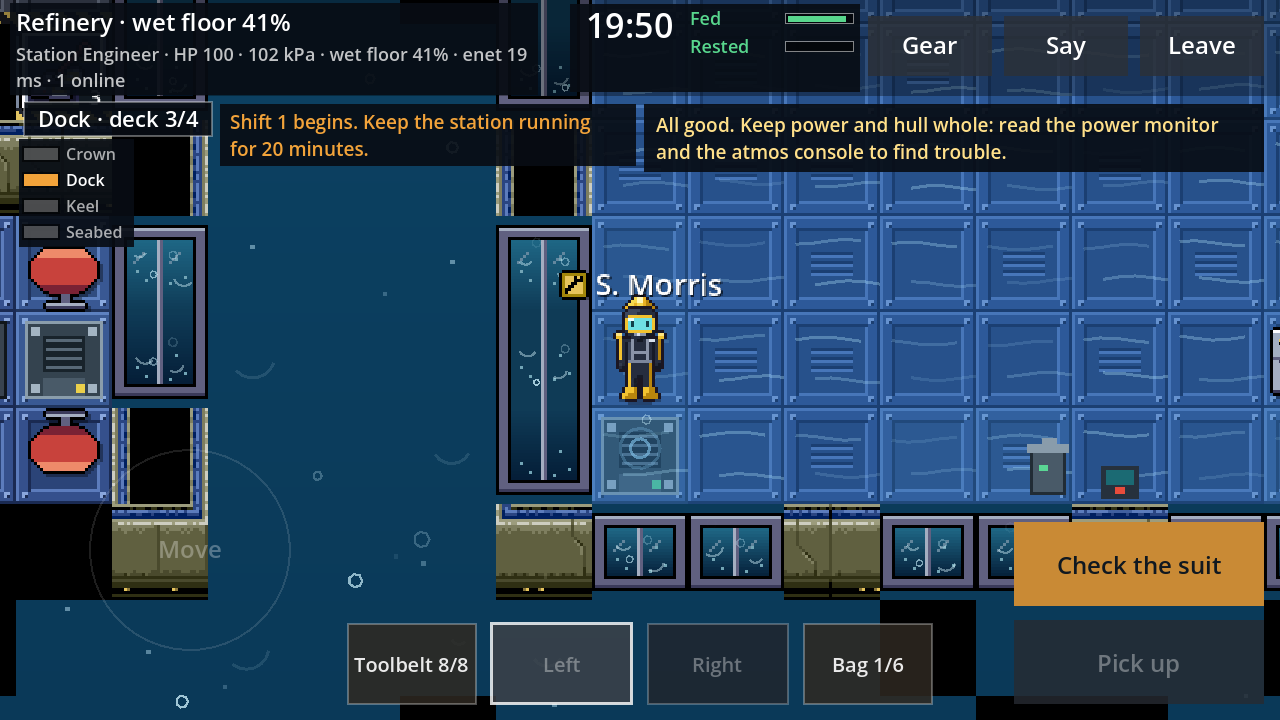 Refinery · wet floor 41%
Station Engineer · HP 100 · 102 kPa · wet floor 41% · enet 19
ms · 1 online
19:50
Fed
Rested
Gear
Say
Leave
Dock · deck 3/4
Crown
Dock
Keel
Seabed
Shift 1 begins. Keep the station running
for 20 minutes.
All good. Keep power and hull whole: read the power monitor
and the atmos console to find trouble.
S. Morris
Move
Check the suit
Pick up
Toolbelt 8/8
Left
Right
Bag 1/6